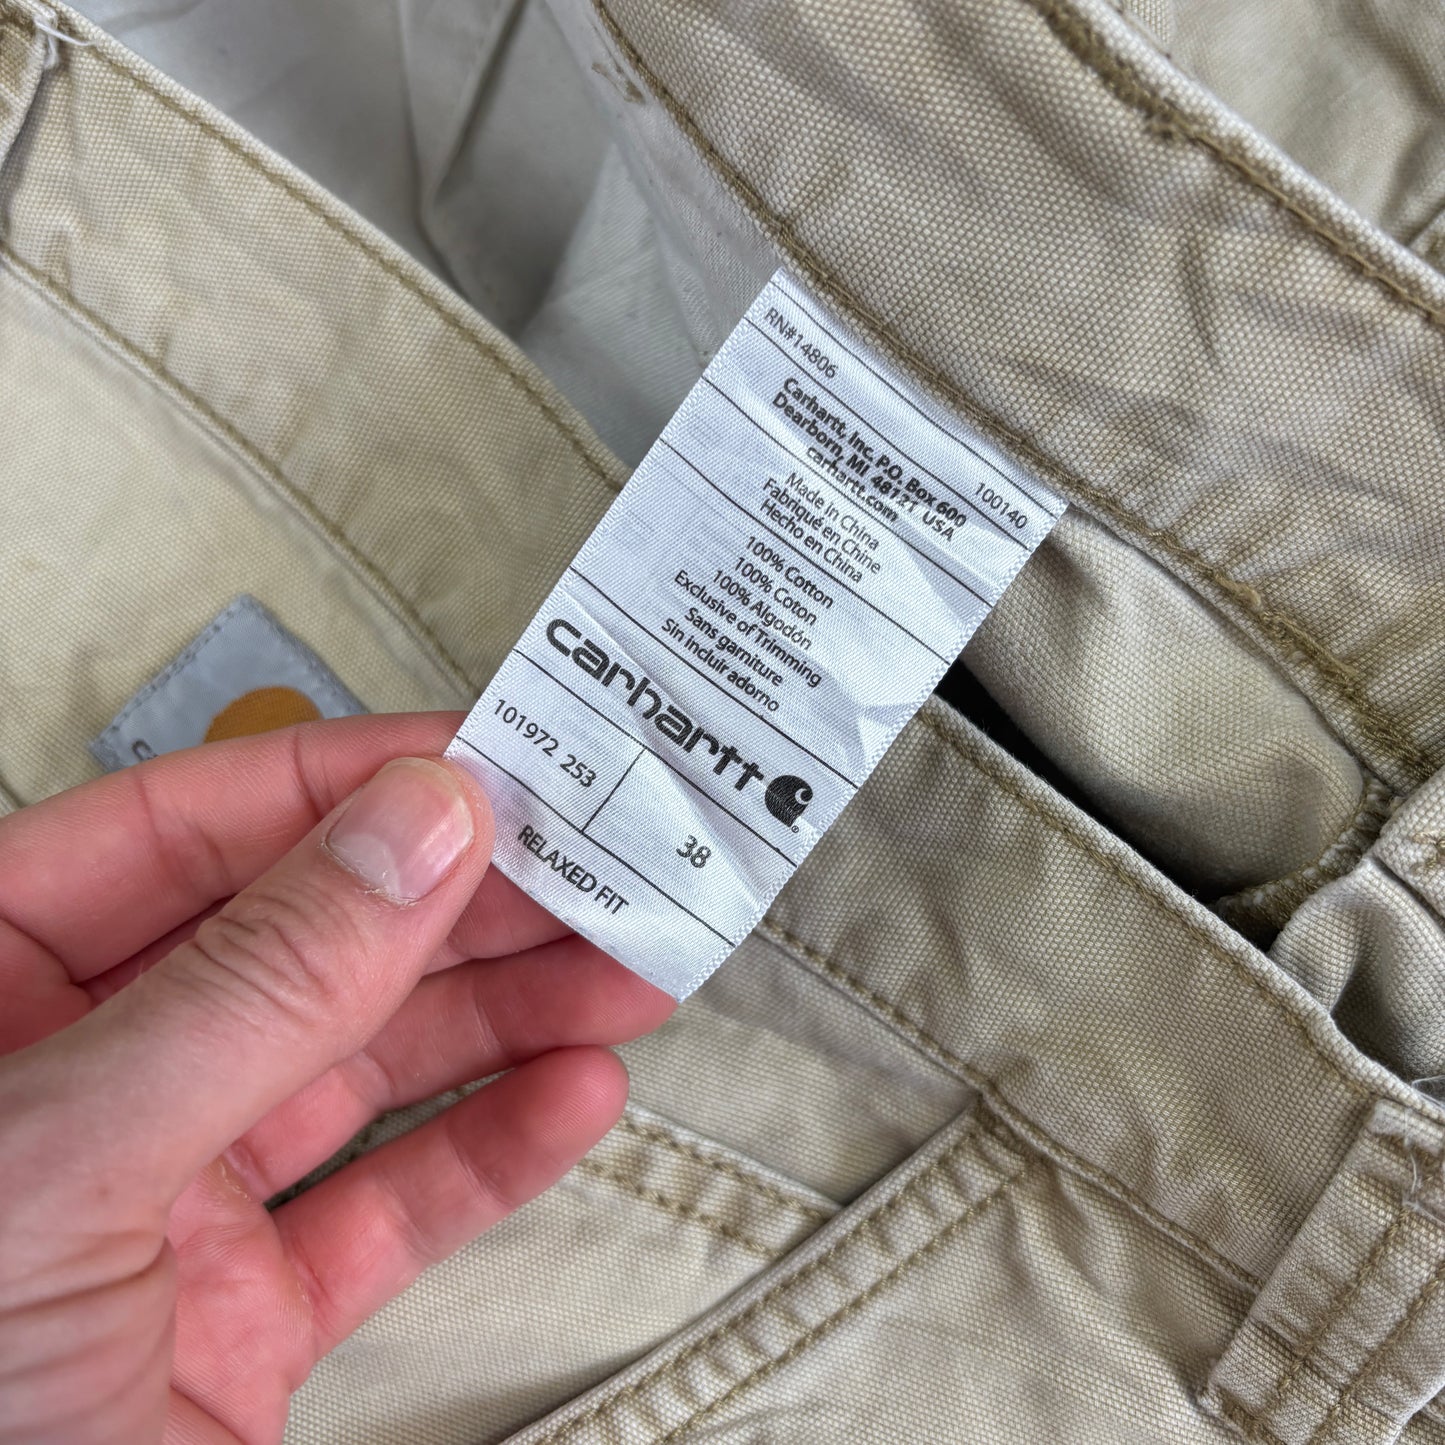 RN#14806 100140
Carhartt, Inc. P.O. Box 600
Dearborn, MI 48121 USA
carhartt.com
Made in China
Fabriqué en Chine
Hecho en China
100% Cotton
100% Coton
100% Algodón
Exclusive of Trimming
Sans garniture
Sin incluir adorno
carhartt
101972 253 38
RELAXED FIT